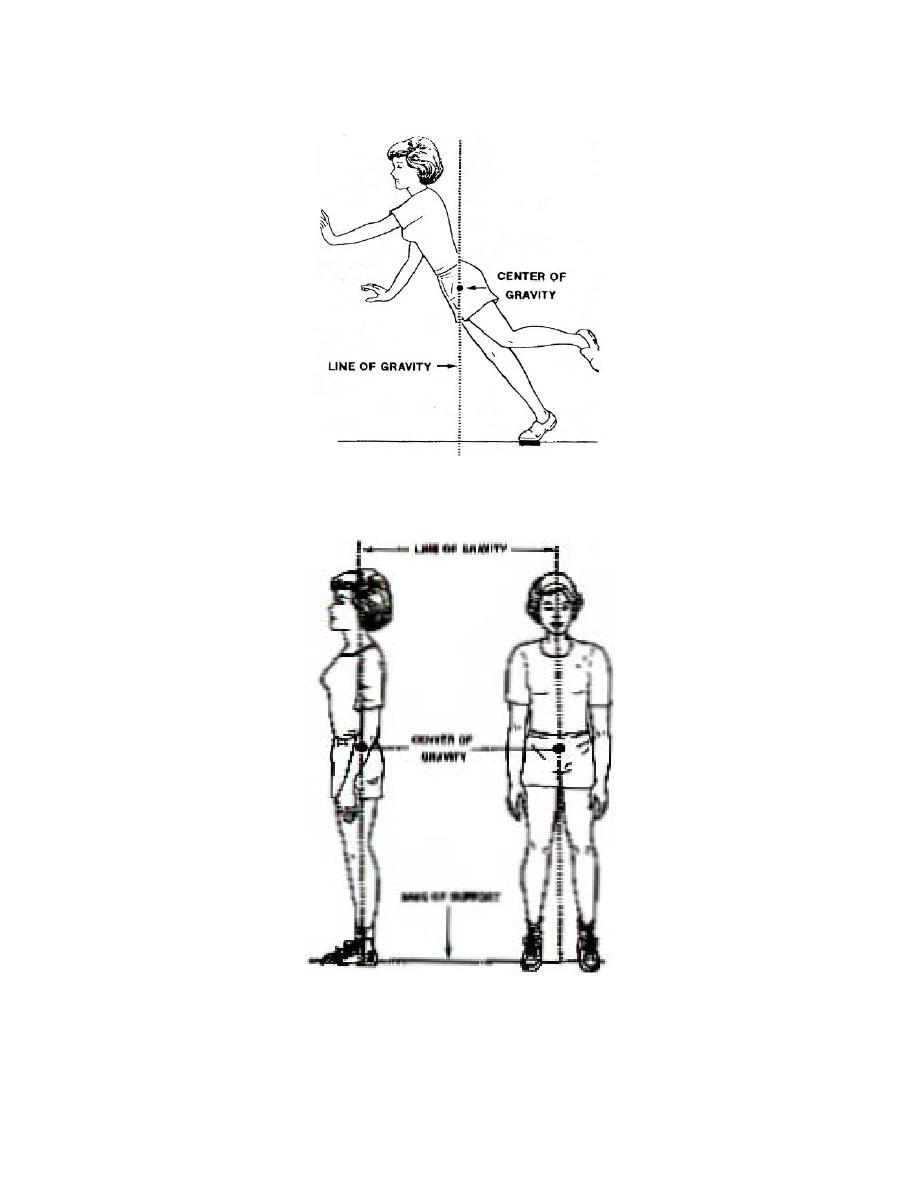 CENTER OF
GRAVITY
LINE OF GRAVITY
LINE OF GRAVITY
CENTER OF
GRAVITY
BASE OF SUPPORT